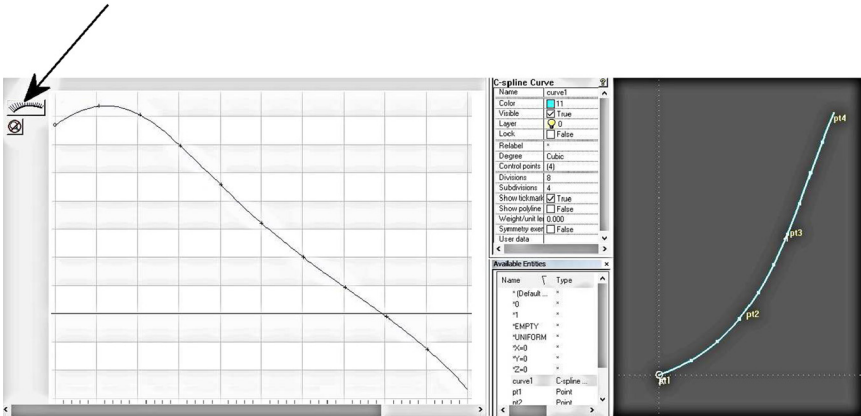 C-spline Curve
Name curve1
Color 11
Visible True
Layer 0
Lock False
Relabel *
Degree Cubic
Control points (4)
Divisions 8
Subdivisions 4
Show tickmark True
Show polyline False
Weight/unit ler 0.000
Symmetry exer False
User data
Available Entities
Name Type
*(Default ... *
*0 *
*1 *
*EMPTY *
*UNIFORM *
*X=0 *
*Y=0 *
*Z=0 *
curve1 C-spline ...
pt1 Point
pt2 Point
pt4
pt3
pt2
pt1